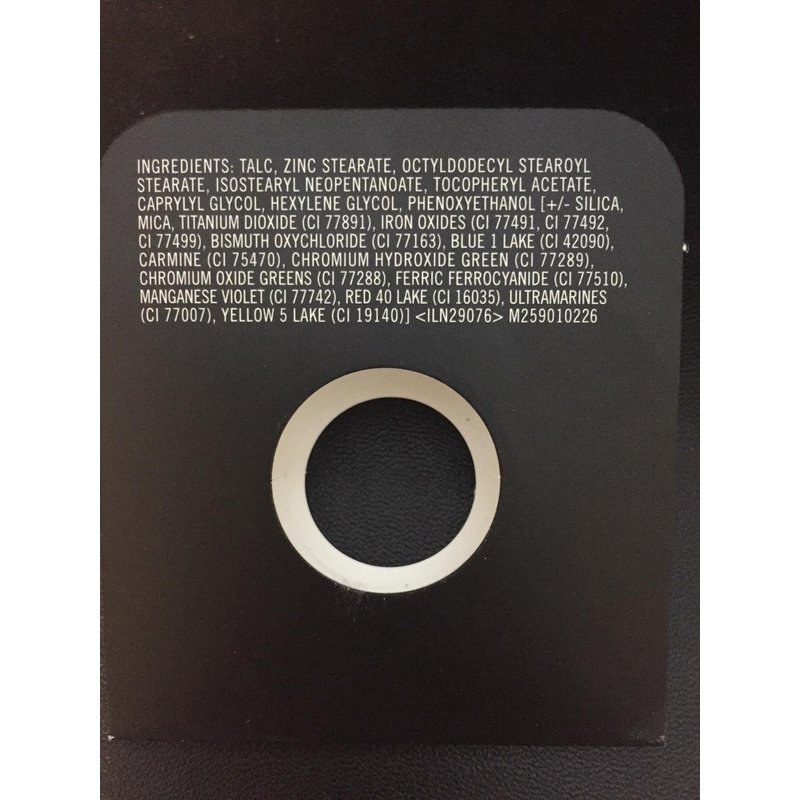 INGREDIENTS: TALC, ZINC STEARATE, OCTYLDODECYL STEAROYL
STEARATE, ISOSTEARYL NEOPENTANOATE, TOCOPHERYL ACETATE,
CAPRYLYL GLYCOL, HEXYLENE GLYCOL, PHENOXYETHANOL [+/- SILICA,
MICA, TITANIUM DIOXIDE (CI 77891), IRON OXIDES (CI 77491, CI 77492,
CI 77499), BISMUTH OXYCHLORIDE (CI 77163), BLUE 1 LAKE (CI 42090),
CARMINE (CI 75470), CHROMIUM HYDROXIDE GREEN (CI 77289),
CHROMIUM OXIDE GREENS (CI 77288), FERRIC FERROCYANIDE (CI 77510),
MANGANESE VIOLET (CI 77742), RED 40 LAKE (CI 16035), ULTRAMARINES
(CI 77007), YELLOW 5 LAKE (CI 19140)] <ILN29076> M259010226